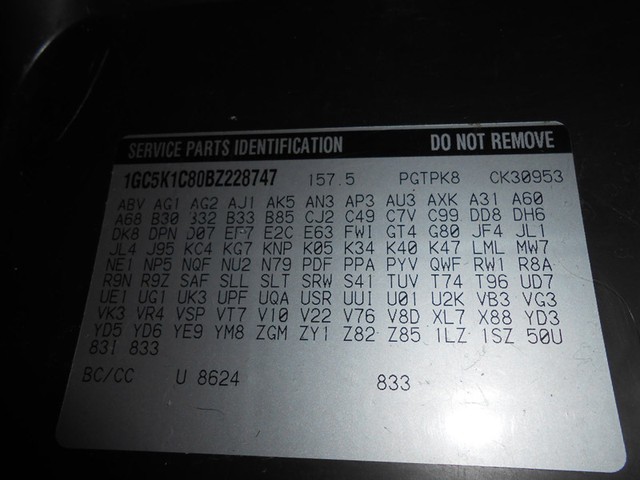 SERVICE PARTS IDENTIFICATION DO NOT REMOVE
1GC5K1C80BZ228747 157.5 PGTPK8 CK30953
ABV AG1 AG2 AJ1 AK5 AN3 AP3 AU3 AXK A31 A60
A68 B30 B32 B33 B85 CJ2 C49 C7V C99 DD8 DH6
DK8 DPN D07 EF7 E2C E63 FWI GT4 G80 JF4 JL1
JL4 J95 KC4 KG7 KNP K05 K34 K40 K47 LML MW7
NE1 NP5 NQF NU2 N79 PDF PPA PYV QWF RW1 R8A
R9N R9Z SAF SLL SLT SRW S41 TUV T74 T96 UD7
UE1 UG1 UK3 UPF UQA USR UUI U01 U2K VB3 VG3
VK3 VR4 VSP VT7 V10 V22 V76 V8D XL7 X88 YD3
YD5 YD6 YE9 YM8 ZGM ZY1 Z82 Z85 1LZ 1SZ 50U
831 833
BC/CC U 8624 833